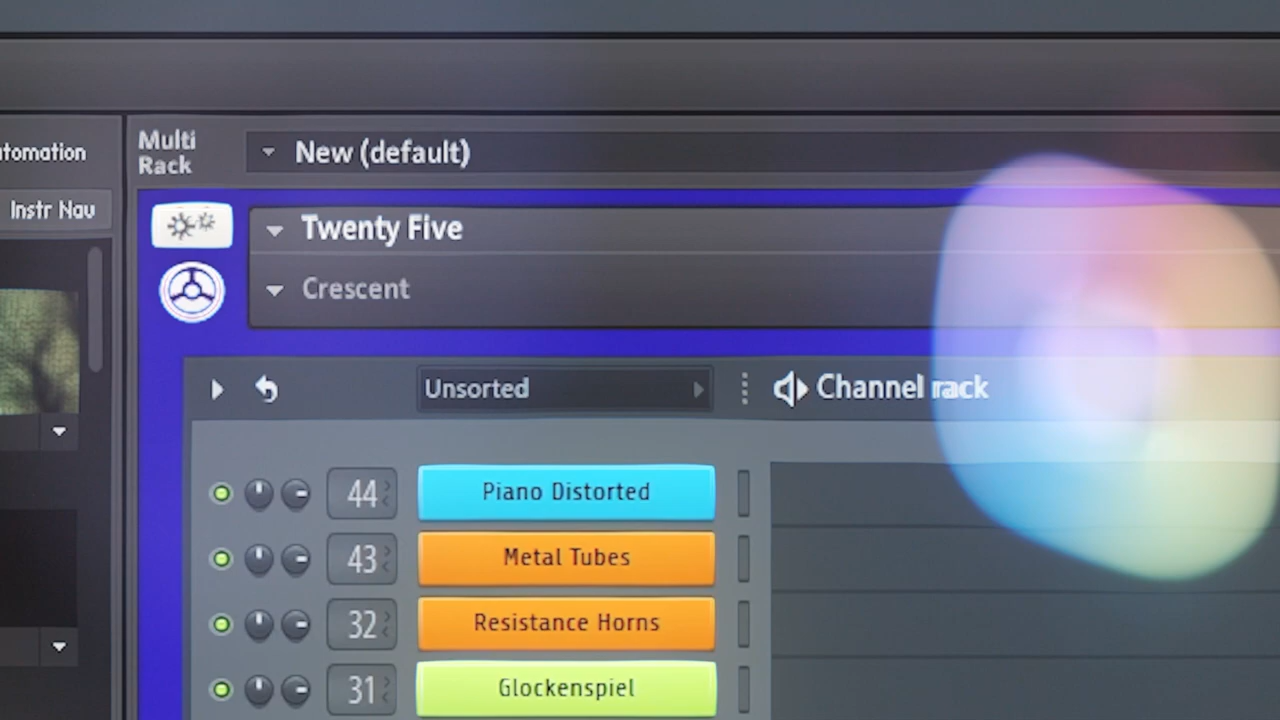 Multi
Rack
New (default)
tomation
Instr Nav
Twenty Five
Crescent
Unsorted
Channel rack
44
Piano Distorted
43
Metal Tubes
32
Resistance Horns
31
Glockenspiel